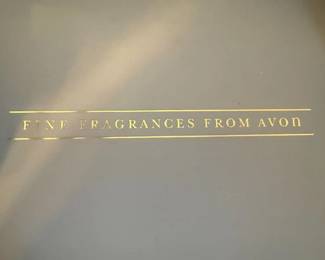 FINE FRAGRANCES FROM AVON